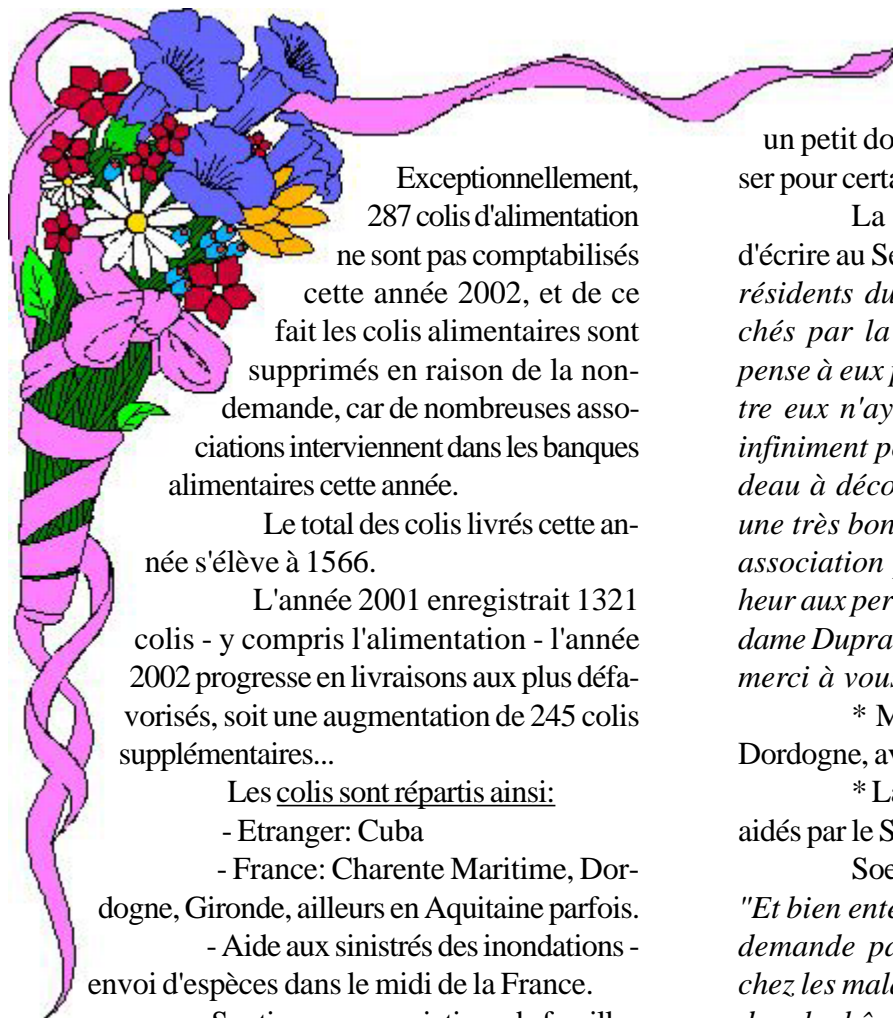 Exceptionnellement,
287 colis d'alimentation
ne sont pas comptabilisés
cette année 2002, et de ce
fait les colis alimentaires sont
supprimés en raison de la non-
demande, car de nombreuses asso-
ciations interviennent dans les banques
alimentaires cette année.
Le total des colis livrés cette an-
née s'élève à 1566.
L'année 2001 enregistrait 1321
colis - y compris l'alimentation - l'année
2002 progresse en livraisons aux plus défa-
vorisés, soit une augmentation de 245 colis
supplémentaires...
Les colis sont répartis ainsi:
- Etranger: Cuba
- France: Charente Maritime, Dor-
dogne, Gironde, ailleurs en Aquitaine parfois.
- Aide aux sinistrés des inondations -
envoi d'espèces dans le midi de la France.
un petit do
ser pour certa
La
d'écrire au Se
résidents du
chés par la
pense à eux p
tre eux n'ay
infiniment p
deau à déco
une très bon
association
heur aux per
dame Dupra
merci à vous
* M
Dordogne, av
* La
aidés par le S
Soe
"Et bien ente
demande pa
chez les mala